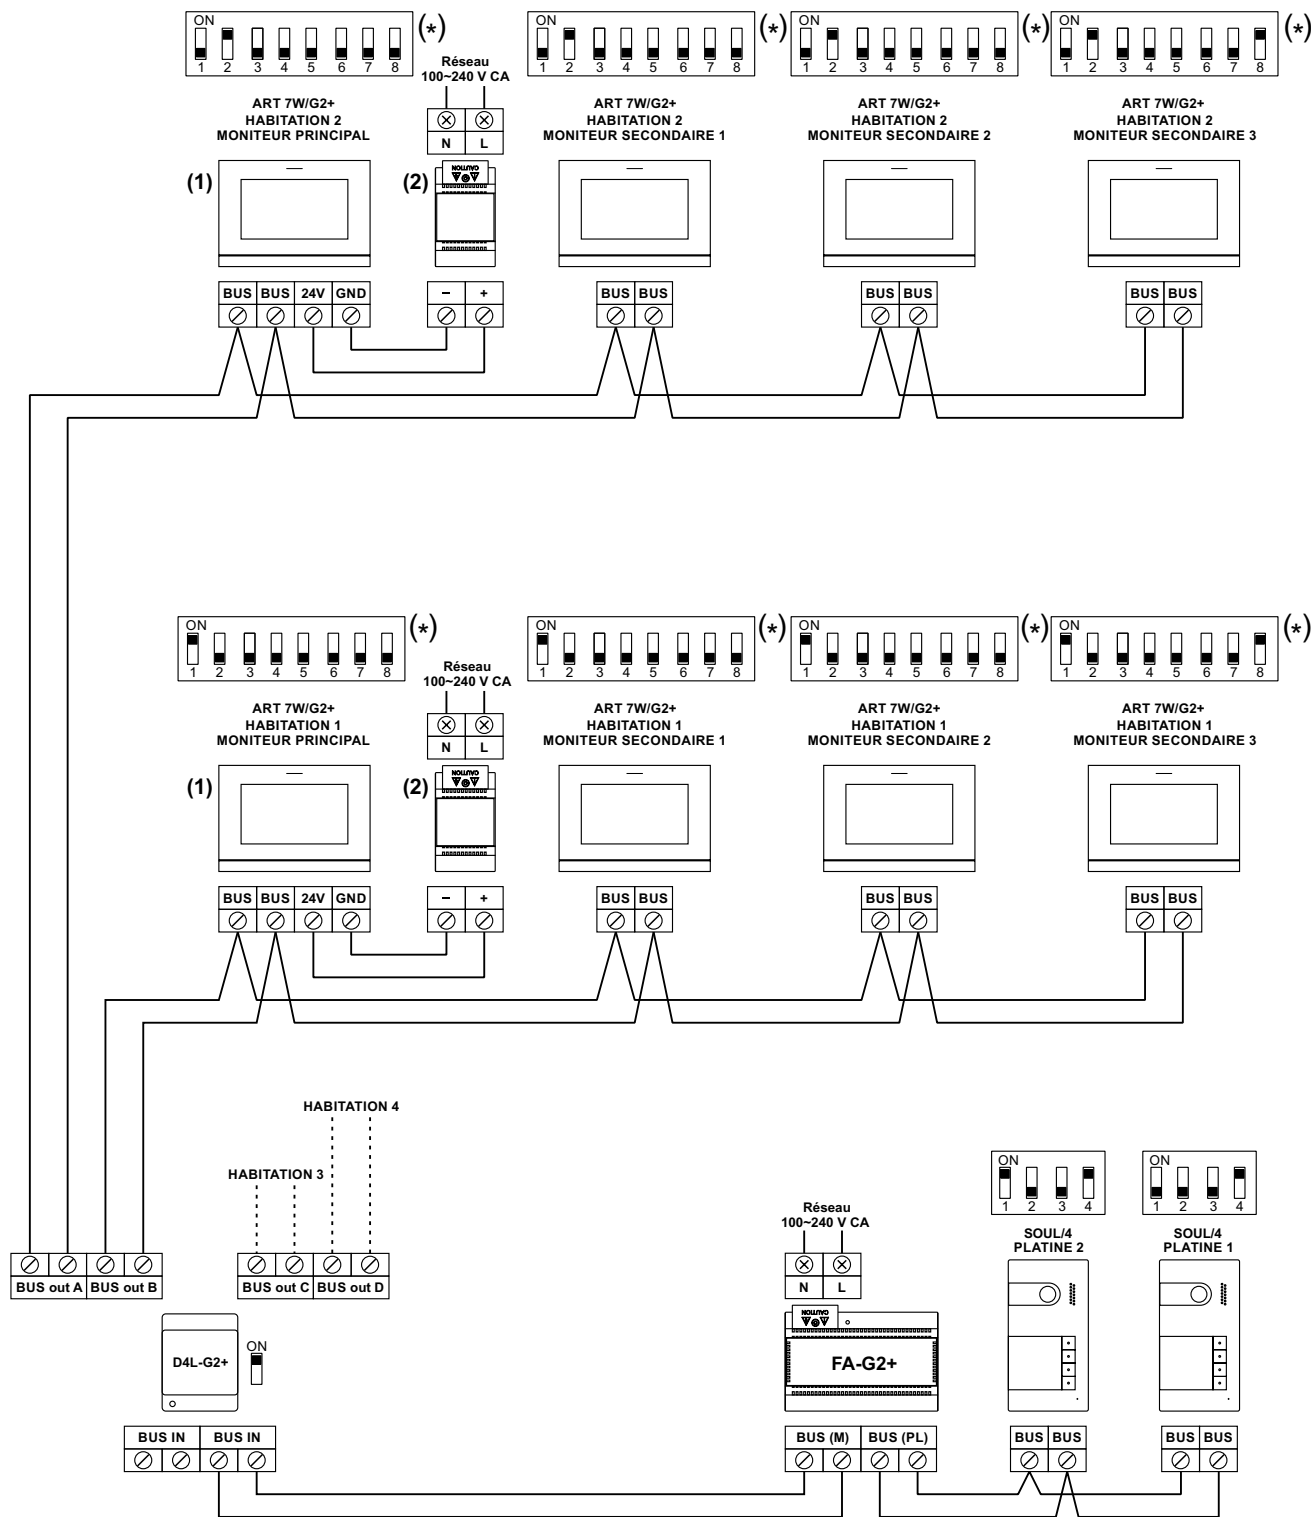 ON ON ON ON
(*) (*) (*) (*)
1 2 3 4 5 6 7 8 1 2 3 4 5 6 7 8 1 2 3 4 5 6 7 8 1 2 3 4 5 6 7 8
Réseau
100~240 V CA
N L
ART 7W/G2+
HABITATION 2
MONITEUR PRINCIPAL
ART 7W/G2+
HABITATION 2
MONITEUR SECONDAIRE 1
ART 7W/G2+
HABITATION 2
MONITEUR SECONDAIRE 2
ART 7W/G2+
HABITATION 2
MONITEUR SECONDAIRE 3
(1) (2)
CAUTION
BUS BUS 24V GND – + BUS BUS BUS BUS BUS BUS
ON ON ON ON
(*) (*) (*) (*)
1 2 3 4 5 6 7 8 1 2 3 4 5 6 7 8 1 2 3 4 5 6 7 8 1 2 3 4 5 6 7 8
Réseau
100~240 V CA
N L
ART 7W/G2+
HABITATION 1
MONITEUR PRINCIPAL
ART 7W/G2+
HABITATION 1
MONITEUR SECONDAIRE 1
ART 7W/G2+
HABITATION 1
MONITEUR SECONDAIRE 2
ART 7W/G2+
HABITATION 1
MONITEUR SECONDAIRE 3
(1) (2)
CAUTION
BUS BUS 24V GND – + BUS BUS BUS BUS BUS BUS
HABITATION 4
HABITATION 3
ON ON
1 2 3 4 1 2 3 4
Réseau
100~240 V CA
N L
SOUL/4
PLATINE 2
SOUL/4
PLATINE 1
BUS out A BUS out B BUS out C BUS out D
CAUTION
D4L-G2+
ON
FA-G2+
BUS IN BUS IN BUS (M) BUS (PL) BUS BUS BUS BUS